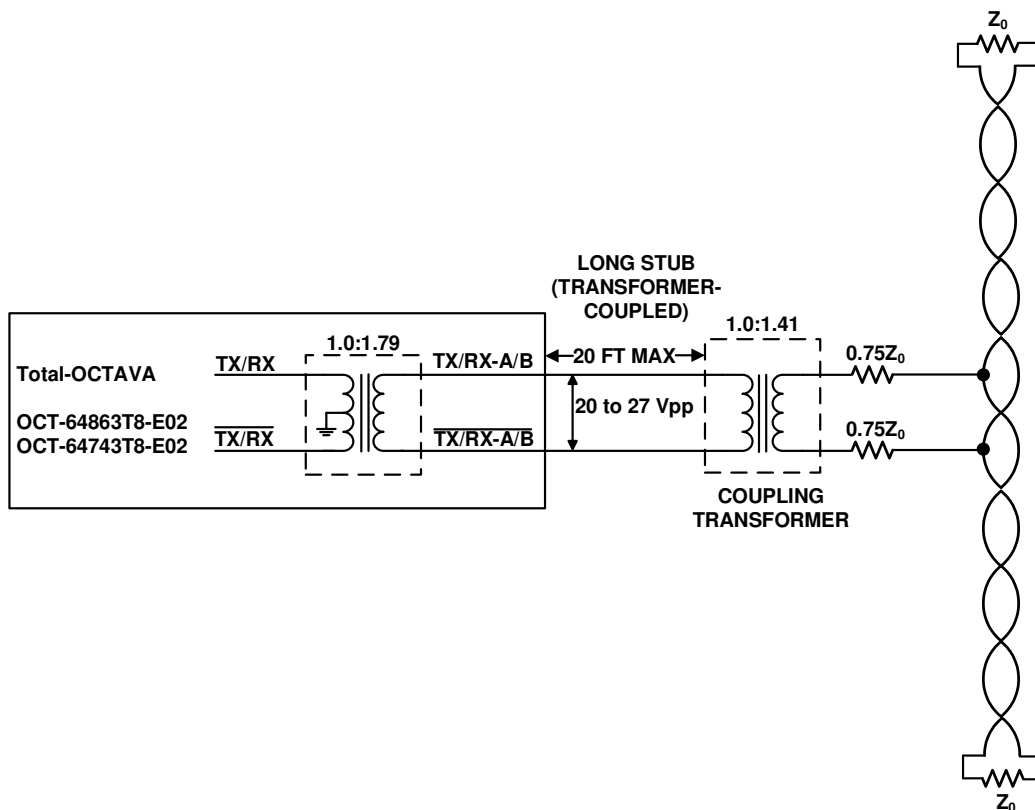 Z0
LONG STUB
(TRANSFORMER-
COUPLED)
1.0:1.79
1.0:1.41
Total-OCTAVA
TX/RX
TX/RX-A/B
20 FT MAX
0.75Z0
OCT-64863T8-E02
OCT-64743T8-E02
TX/RX
TX/RX-A/B
20 to 27 Vpp
0.75Z0
COUPLING
TRANSFORMER
Z0